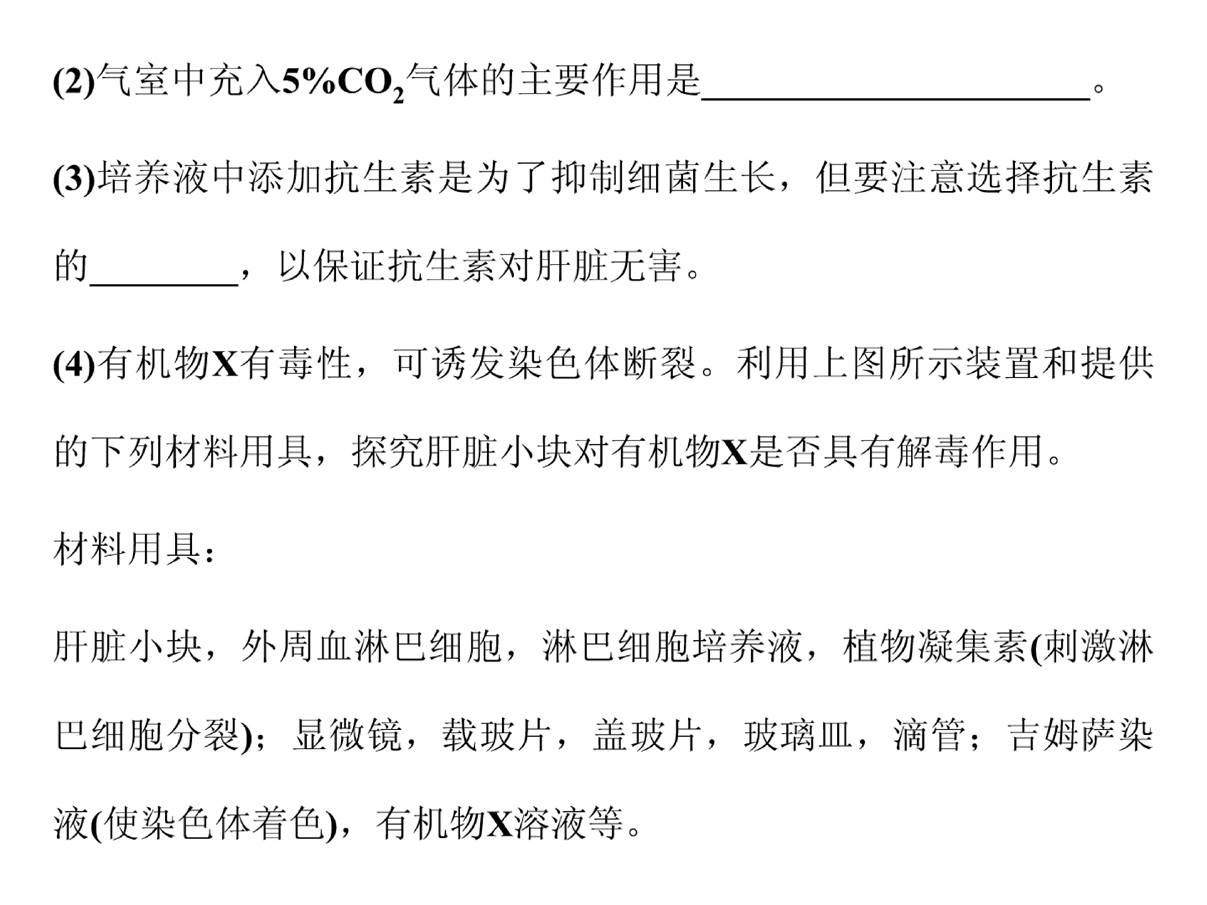 (2)气室中充入5%CO₂气体的主要作用是____________________。
(3)培养液中添加抗生素是为了抑制细菌生长，但要注意选择抗生素
的________，以保证抗生素对肝脏无害。
(4)有机物X有毒性，可诱发染色体断裂。利用上图所示装置和提供
的下列材料用具，探究肝脏小块对有机物X是否具有解毒作用。
材料用具：
肝脏小块，外周血淋巴细胞，淋巴细胞培养液，植物凝集素(刺激淋
巴细胞分裂)；显微镜，载玻片，盖玻片，玻璃皿，滴管；吉姆萨染
液(使染色体着色)，有机物X溶液等。